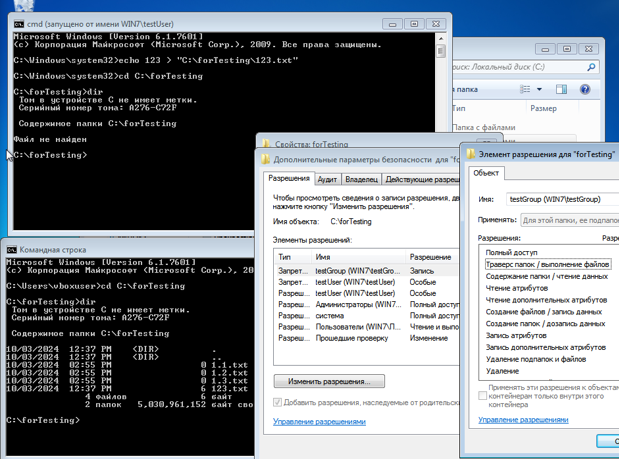 cmd (запущено от имени WIN7\testUser)
Microsoft Windows [Version 6.1.7601]
(c) Корпорация Майкрософт (Microsoft Corp.), 2009. Все права защищены.
C:\Windows\system32>echo 123 > "C:\forTesting\123.txt"
C:\Windows\system32>cd C:\forTesting
C:\forTesting>dir
Том в устройстве C не имеет метки.
Серийный номер тома: A276-C72F
Содержимое папки C:\forTesting
Файл не найден
C:\forTesting>
риск: Локальный диск (C:)
я папка
Тип
Размер
Папка с файлами
Свойства: forTesting
Дополнительные параметры безопасности для "fo
Разрешения
Аудит
Владелец
Действующие разреш
Чтобы просмотреть сведения о записи разрешения, дв
нажмите кнопку "Изменить разрешения".
Имя объекта: C:\forTesting
Элементы разрешений:
Тип
Имя
Разрешение
Запрет... testGroup (WIN7\testGro... Запись
Запрет... testUser (WIN7\testUser) Особые
Разреш... testUser (WIN7\testUser) Особые
Разреш... Администраторы (WIN7\... Полный доступ
Разреш... система Полный доступ
Разреш... Пользователи (WIN7\П... Чтение и выпо
Разреш... Прошедшие проверку Изменение
Изменить разрешения...
Добавить разрешения, наследуемые от родительск
Управление разрешениями
Элемент разрешения для "forTesting"
Объект
Имя: testGroup (WIN7\testGroup)
Применять: Для этой папки, ее подпапок
Разрешения:
Разре
Полный доступ
Траверс папок / выполнение файлов
Содержание папки / чтение данных
Чтение атрибутов
Чтение дополнительных атрибутов
Создание файлов / запись данных
Создание папок / дозапись данных
Запись атрибутов
Запись дополнительных атрибутов
Удаление подпапок и файлов
Удаление
Применять эти разрешения к объектам
контейнерам только внутри этого
контейнера
Управление разрешениями
Командная строка
Microsoft Windows [Version 6.1.7601]
(c) Корпорация Майкрософт (Microsoft Corp.), 20
C:\Users\vboxuser>cd C:\forTesting
C:\forTesting>dir
Том в устройстве C не имеет метки.
Серийный номер тома: A276-C72F
Содержимое папки C:\forTesting
10/03/2024 12:37 PM <DIR> .
10/03/2024 12:37 PM <DIR> ..
10/03/2024 02:55 PM 0 1.1.txt
10/03/2024 02:55 PM 0 1.2.txt
10/03/2024 02:55 PM 0 1.3.txt
10/03/2024 12:37 PM 6 123.txt
4 файлов 6 байт
2 папок 5,030,961,152 байт сво
C:\forTesting>